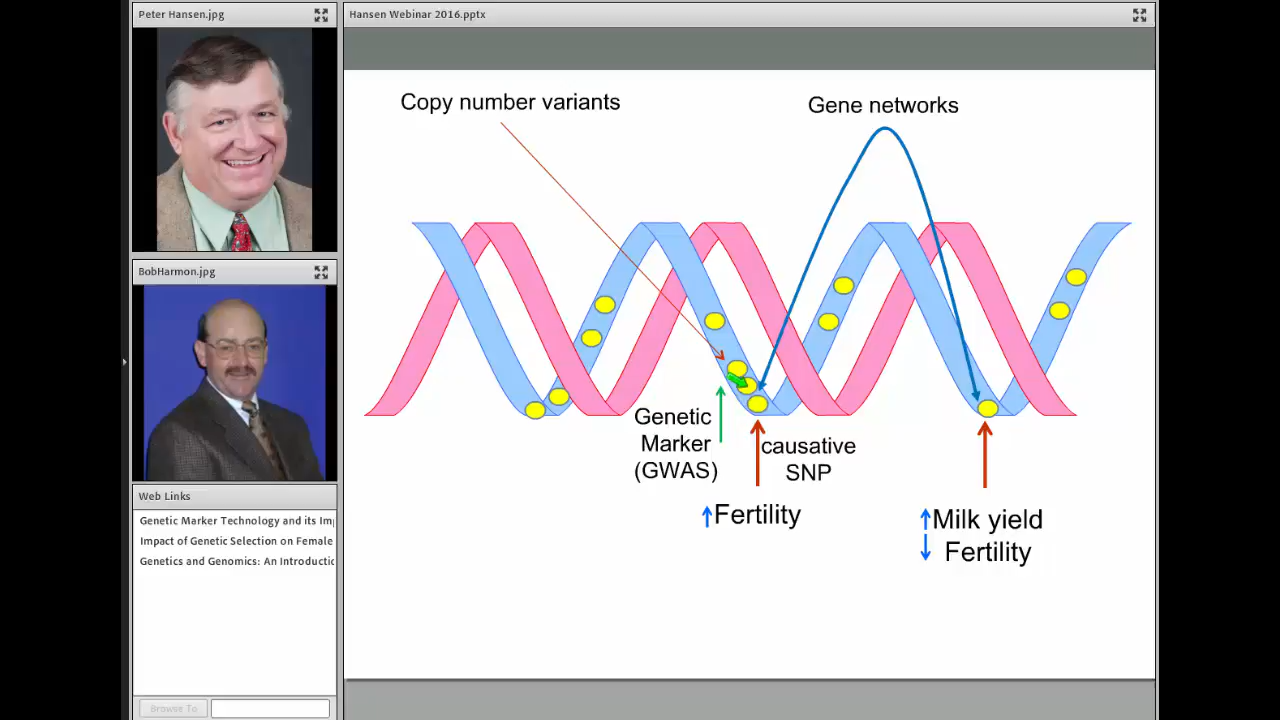 Peter Hansen.jpg
Hansen Webinar 2016.pptx
BobHarmon.jpg
Web Links
Genetic Marker Technology and its Im
Impact of Genetic Selection on Female
Genetics and Genomics: An Introductio
Browse To
Copy number variants
Gene networks
Genetic
Marker
(GWAS)
causative
SNP
Fertility
Milk yield
Fertility